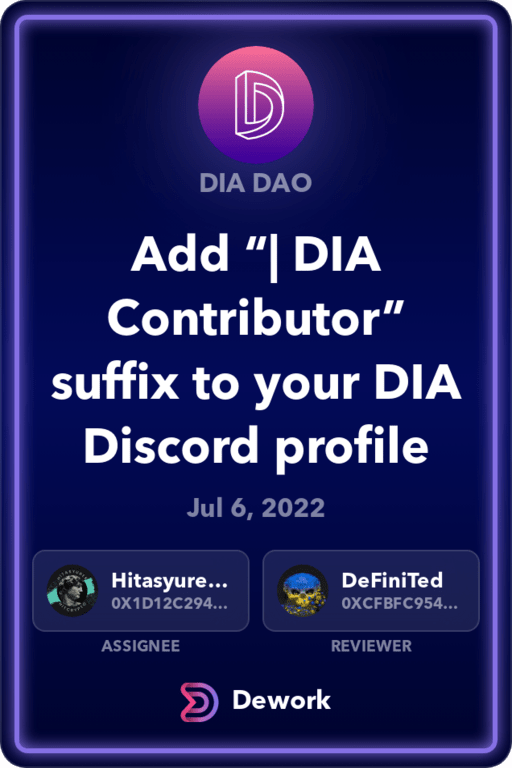 DIA DAO
Add “| DIA
Contributor”
suffix to your DIA
Discord profile
Jul 6, 2022
Hitasyure...
0X1D12C294...
DeFiniTed
0XCFBFC954...
ASSIGNEE
REVIEWER
Dework